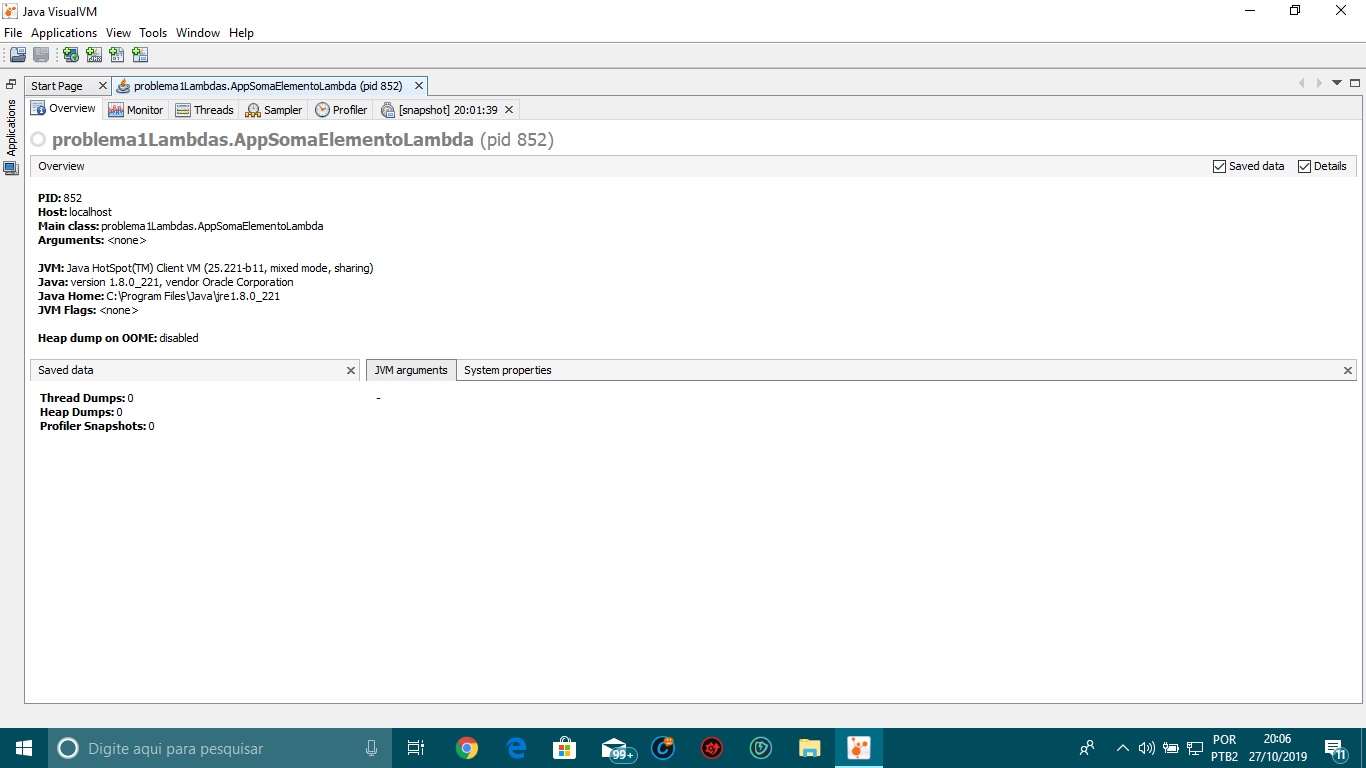 Java VisualVM
File Applications View Tools Window Help
Start Page
problema1Lambdas.AppSomaElementoLambda (pid 852)
Applications
Overview Monitor Threads Sampler Profiler [snapshot] 20:01:39
problema1Lambdas.AppSomaElementoLambda (pid 852)
Overview
Saved data Details
PID: 852
Host: localhost
Main class: problema1Lambdas.AppSomaElementoLambda
Arguments: <none>
JVM: Java HotSpot(TM) Client VM (25.221-b11, mixed mode, sharing)
Java: version 1.8.0_221, vendor Oracle Corporation
Java Home: C:\Program Files\Java\jre1.8.0_221
JVM Flags: <none>
Heap dump on OOME: disabled
Saved data
JVM arguments System properties
Thread Dumps: 0
Heap Dumps: 0
Profiler Snapshots: 0
-
Digite aqui para pesquisar
99+
POR
PTB2
20:06
27/10/2019
11